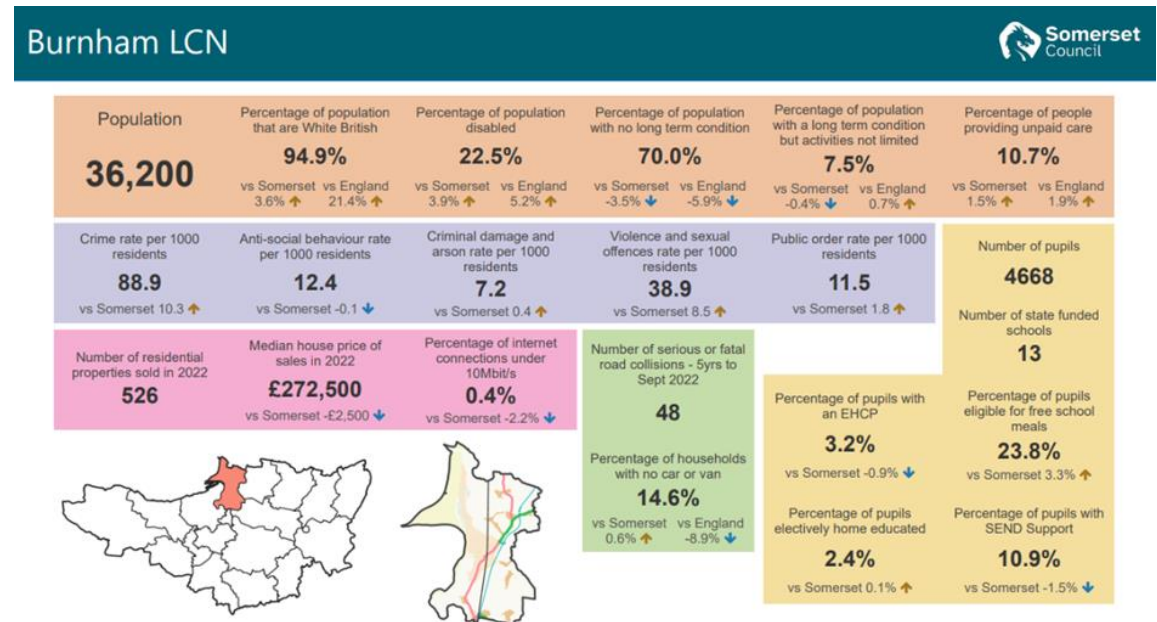 Burnham LCN
Somerset
Council
Population
36,200
Percentage of population
that are White British
94.9%
vs Somerset vs England
3.6% 21.4%
Percentage of population
disabled
22.5%
vs Somerset vs England
3.9% 5.2%
Percentage of population
with no long term condition
70.0%
vs Somerset vs England
-3.5% -5.9%
Percentage of population
with a long term condition
but activities not limited
7.5%
vs Somerset vs England
-0.4% 0.7%
Percentage of people
providing unpaid care
10.7%
vs Somerset vs England
1.5% 1.9%
Crime rate per 1000
residents
88.9
vs Somerset 10.3
Anti-social behaviour rate
per 1000 residents
12.4
vs Somerset -0.1
Criminal damage and
arson rate per 1000
residents
7.2
vs Somerset 0.4
Violence and sexual
offences rate per 1000
residents
38.9
vs Somerset 8.5
Public order rate per 1000
residents
11.5
vs Somerset 1.8
Number of pupils
4668
Number of state funded
schools
13
Number of residential
properties sold in 2022
526
Median house price of
sales in 2022
£272,500
vs Somerset -£2,500
Percentage of internet
connections under
10Mbit/s
0.4%
vs Somerset -2.2%
Number of serious or fatal
road collisions - 5yrs to
Sept 2022
48
Percentage of households
with no car or van
14.6%
vs Somerset vs England
0.6% -8.9%
Percentage of pupils with
an EHCP
3.2%
vs Somerset -0.9%
Percentage of pupils
eligible for free school
meals
23.8%
vs Somerset 3.3%
Percentage of pupils
electively home educated
2.4%
vs Somerset 0.1%
Percentage of pupils with
SEND Support
10.9%
vs Somerset -1.5%